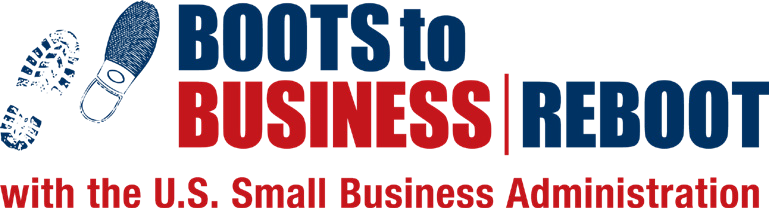 BOOTS to
BUSINESS | REBOOT
with the U.S. Small Business Administration